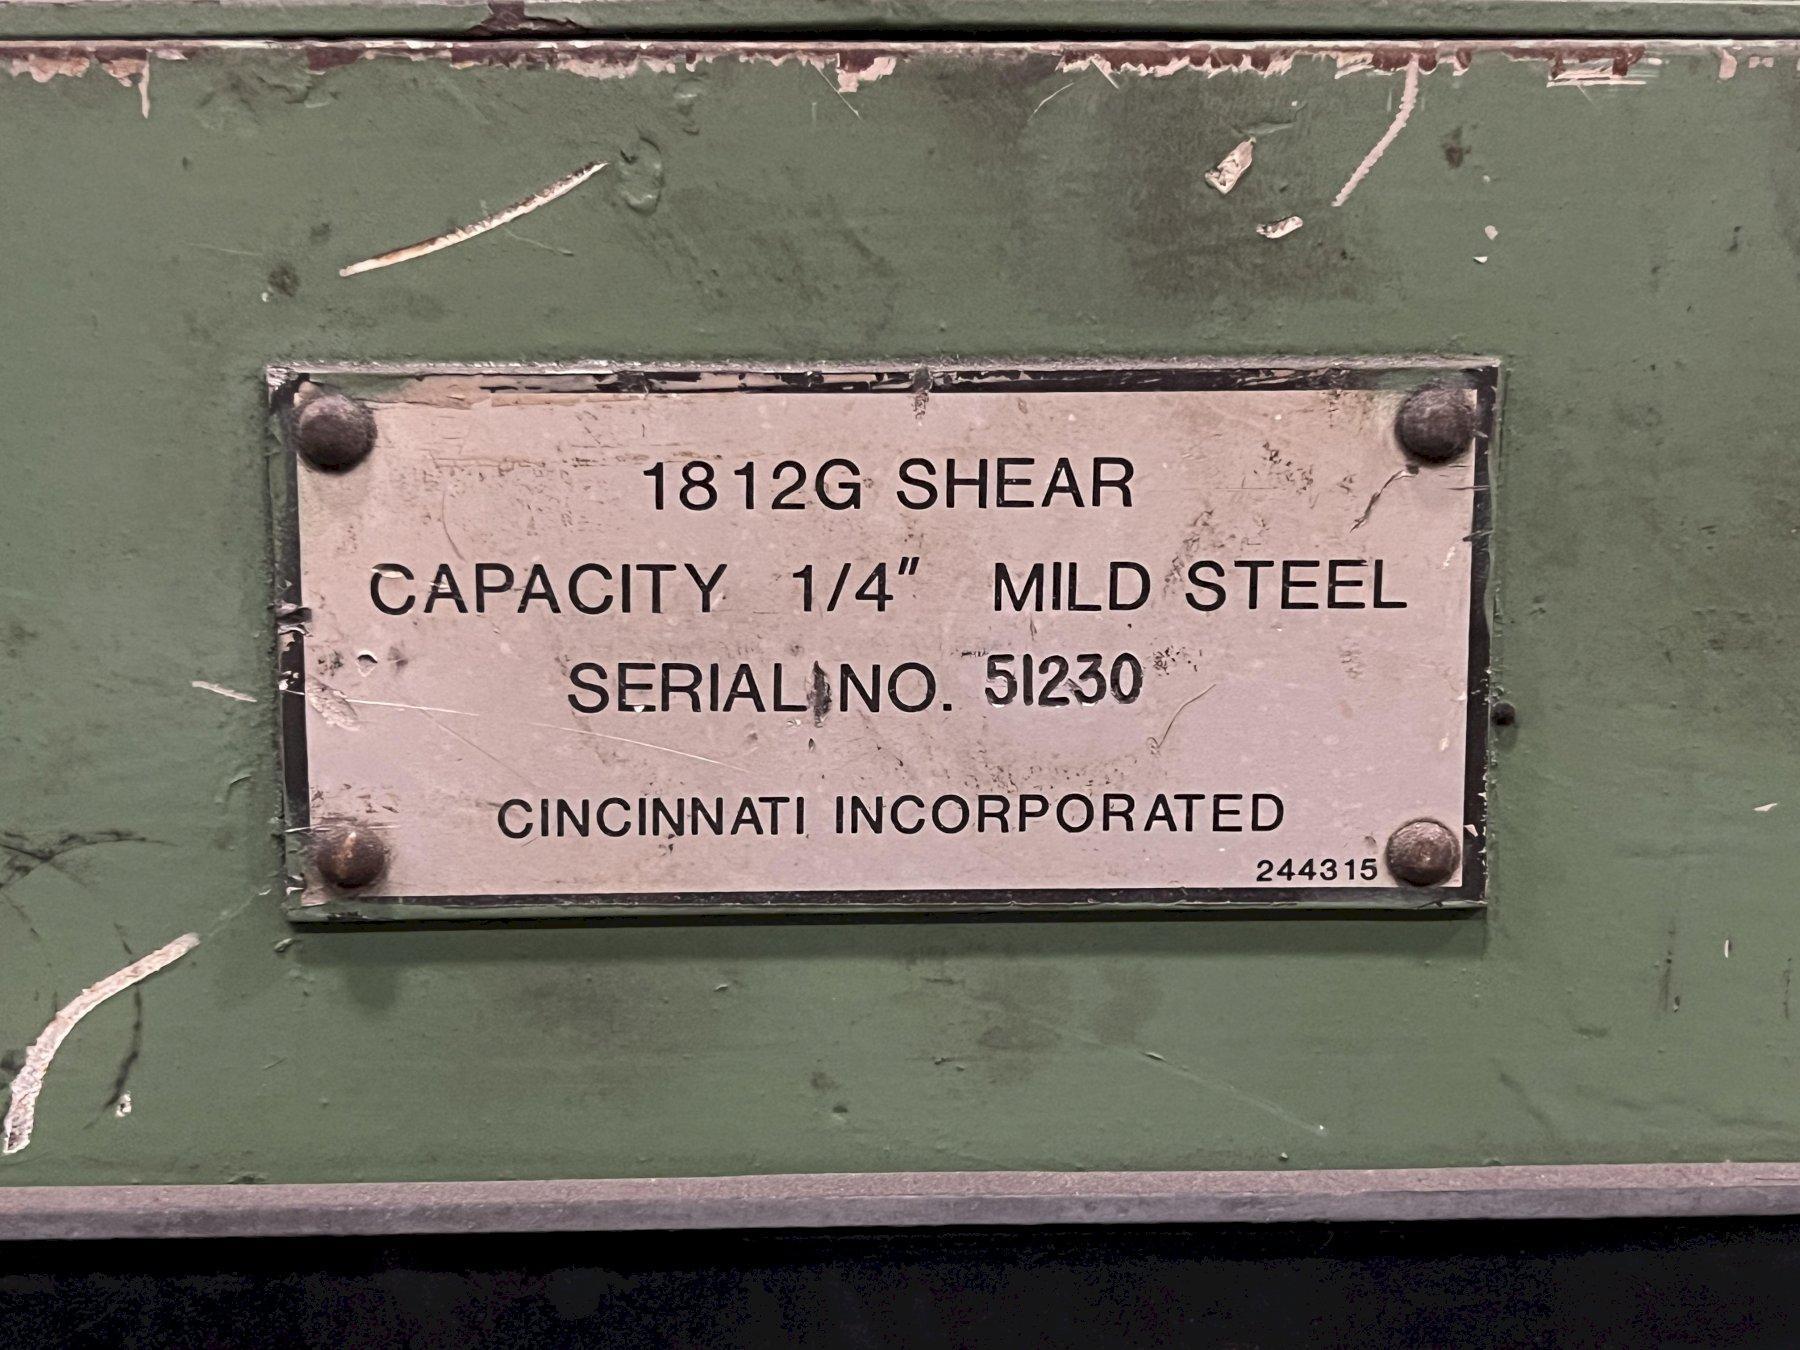 1812G SHEAR
CAPACITY 1/4" MILD STEEL
SERIAL NO. 51230
CINCINNATI INCORPORATED
244315